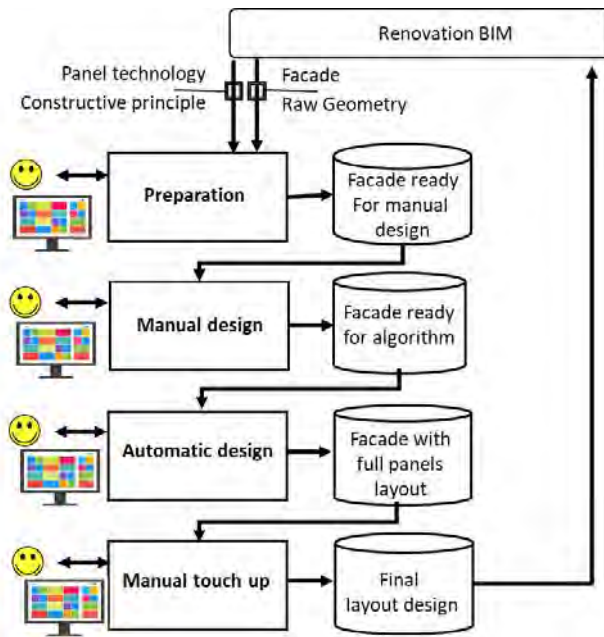 Renovation BIM
Panel technology
Constructive principle
Facade
Raw Geometry
Preparation
Facade ready
For manual
design
Manual design
Facade ready
for algorithm
Automatic design
Facade with
full panels
layout
Manual touch up
Final
layout design